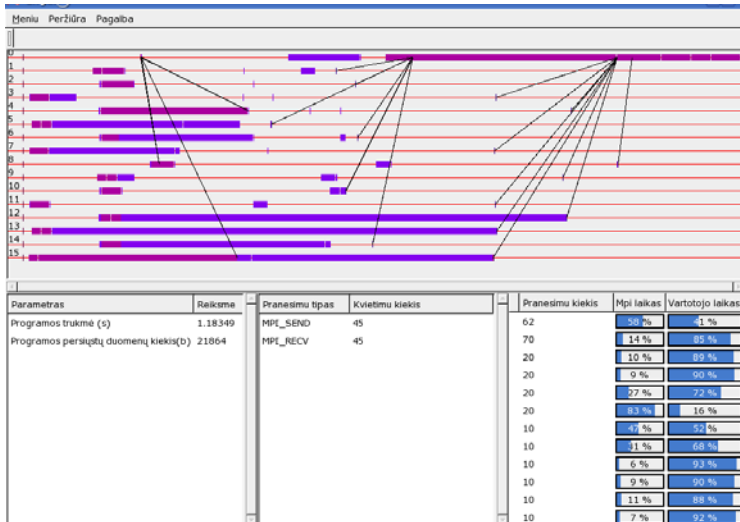 Meniu Peržiūra Pagalba
0
1
2
3
4
5
6
7
8
9
10
11
12
13
14
15
Parametras Reiksme
Programos trukmė (s) 1.18349
Programos persiųstų duomenų kiekis(b) 21864
Pranesimu tipas Kvietimu kiekis
MPI_SEND 45
MPI_RECV 45
Pranesimu kiekis Mpi laikas Vartotojo laikas
62 58 % 41 %
70 14 % 85 %
20 10 % 89 %
20 9 % 90 %
20 27 % 72 %
20 83 % 16 %
10 47 % 52 %
10 31 % 68 %
10 6 % 93 %
10 9 % 90 %
10 11 % 88 %
10 7 % 92 %